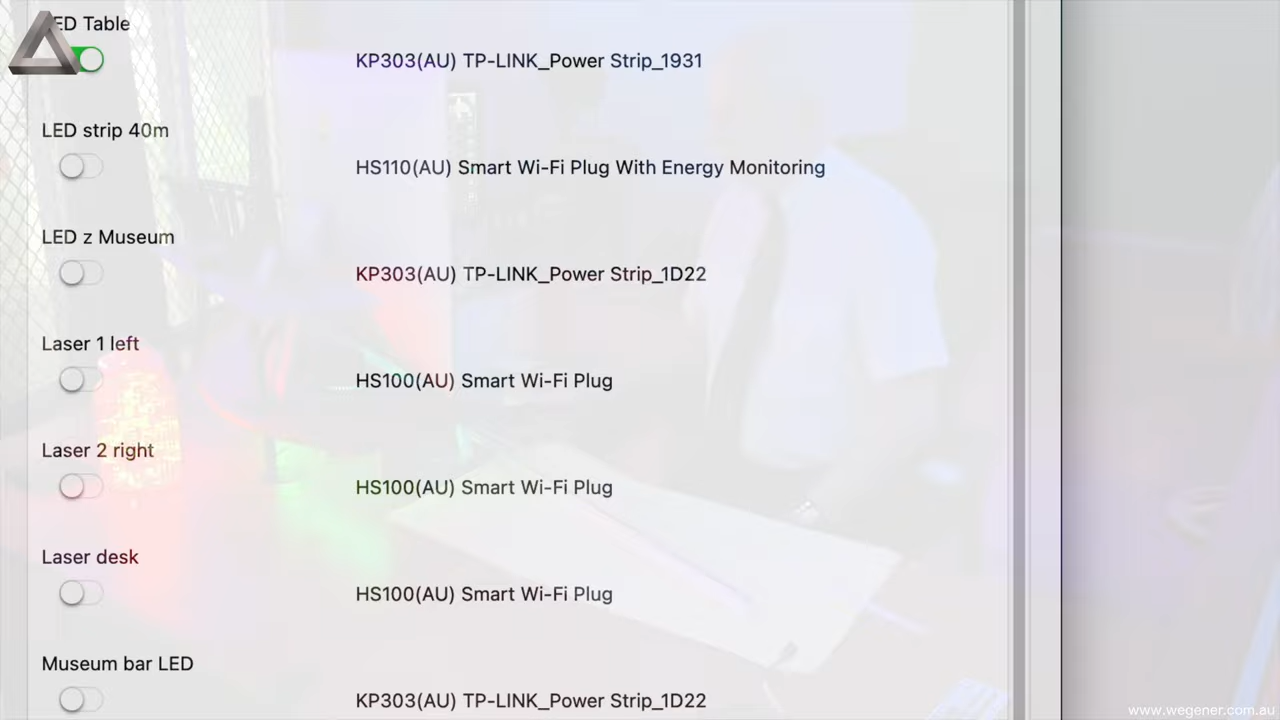 ED Table
KP303(AU) TP-LINK_Power Strip_1931
LED strip 40m
HS110(AU) Smart Wi-Fi Plug With Energy Monitoring
LED z Museum
KP303(AU) TP-LINK_Power Strip_1D22
Laser 1 left
HS100(AU) Smart Wi-Fi Plug
Laser 2 right
HS100(AU) Smart Wi-Fi Plug
Laser desk
HS100(AU) Smart Wi-Fi Plug
Museum bar LED
KP303(AU) TP-LINK_Power Strip_1D22
www.wegener.com.au